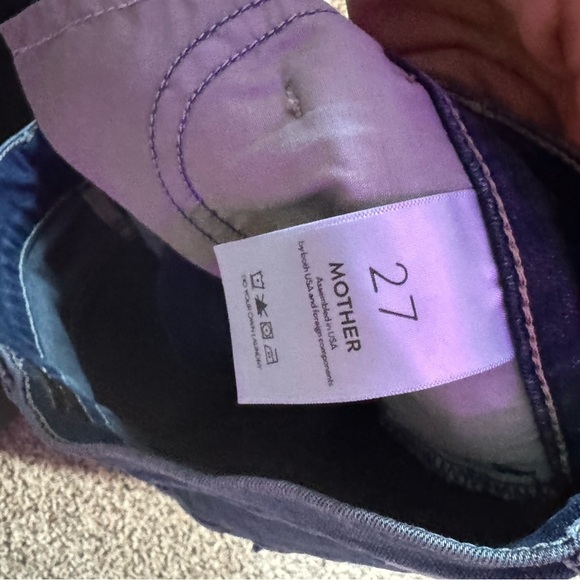 27
MOTHER
Assembled in USA
by both USA and foreign components
DO YOUR OWN LAUNDRY